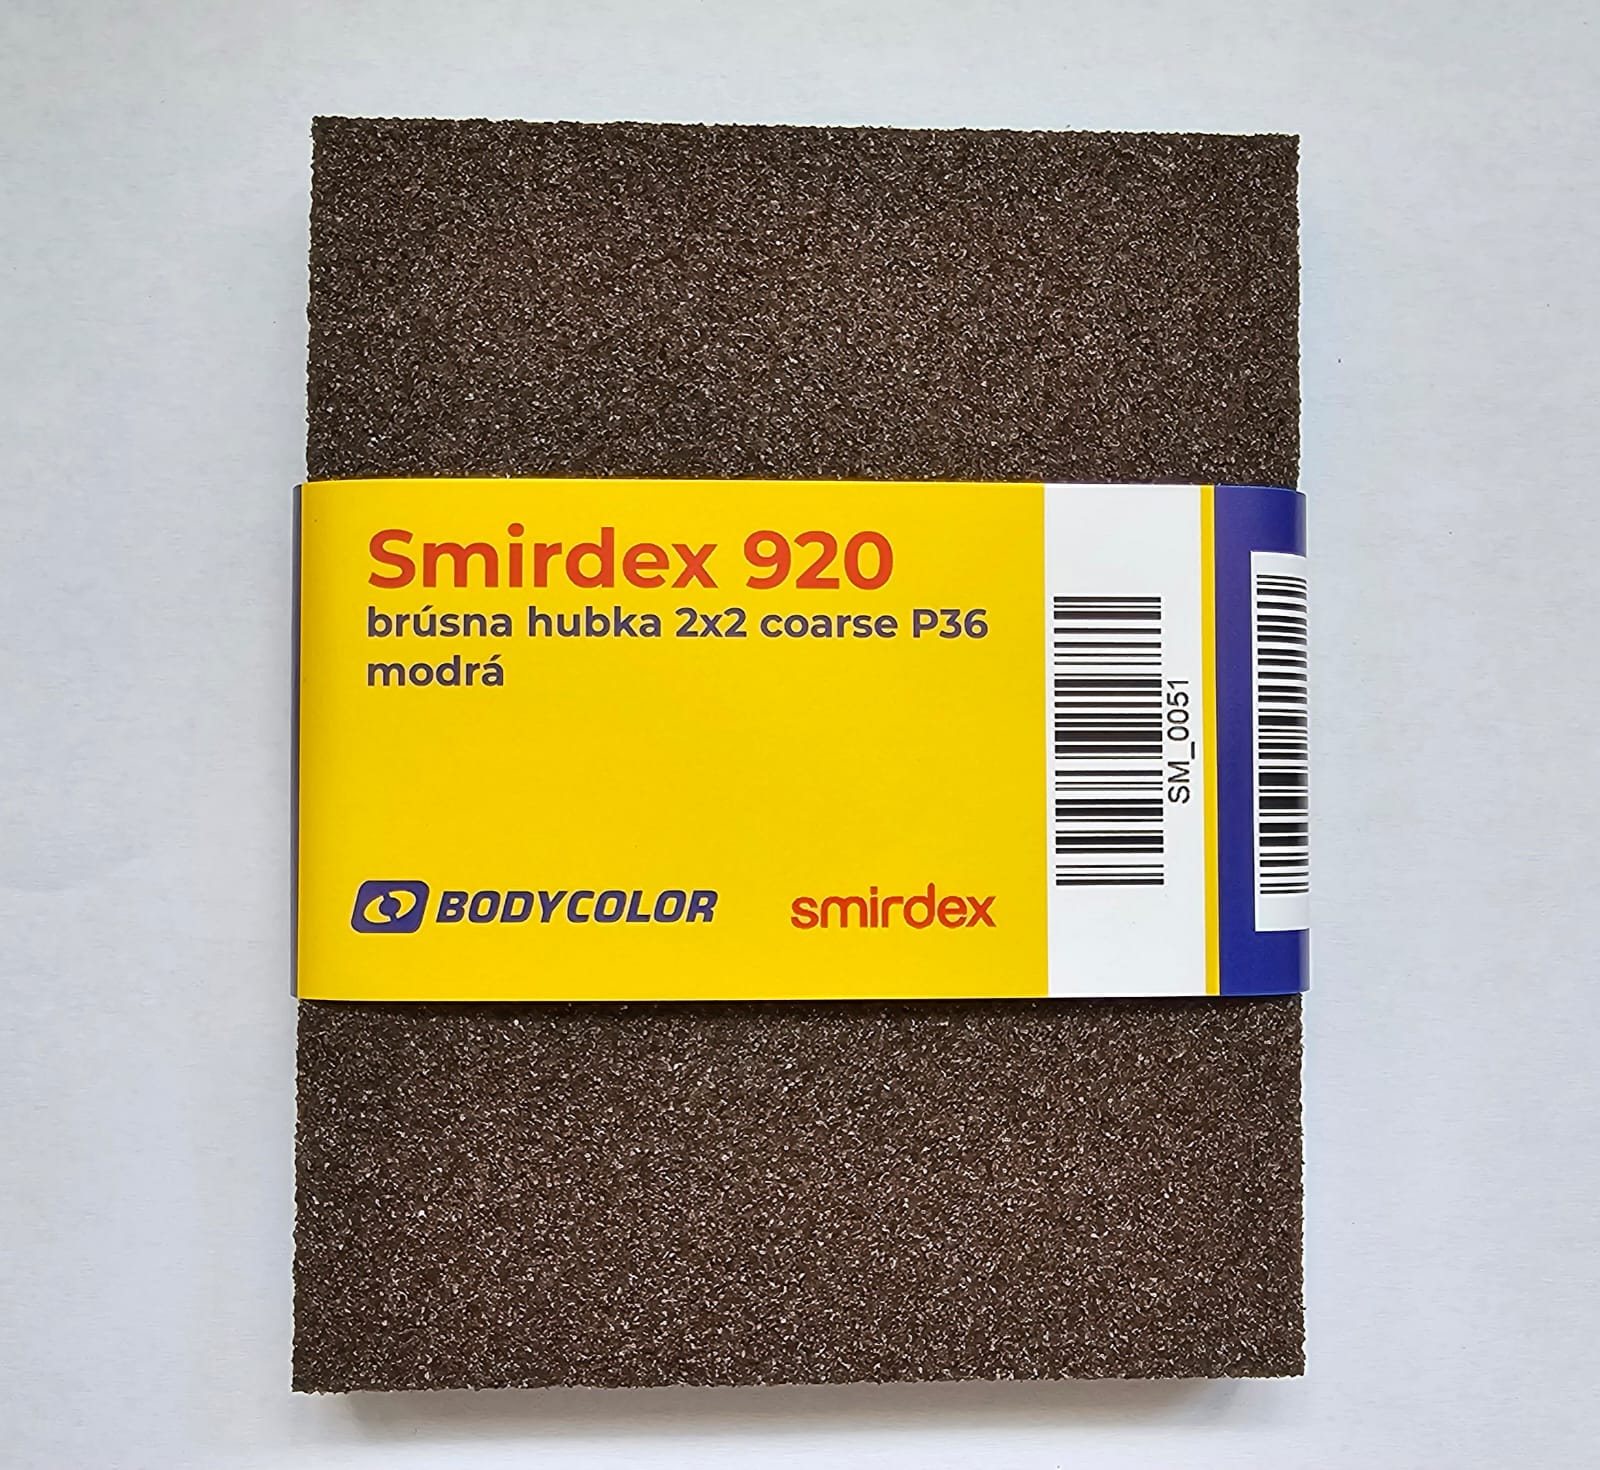 Smirdex 920
brúsna hubka 2x2 coarse P36
modrá
BODYCOLOR
smirdex
SM_0051